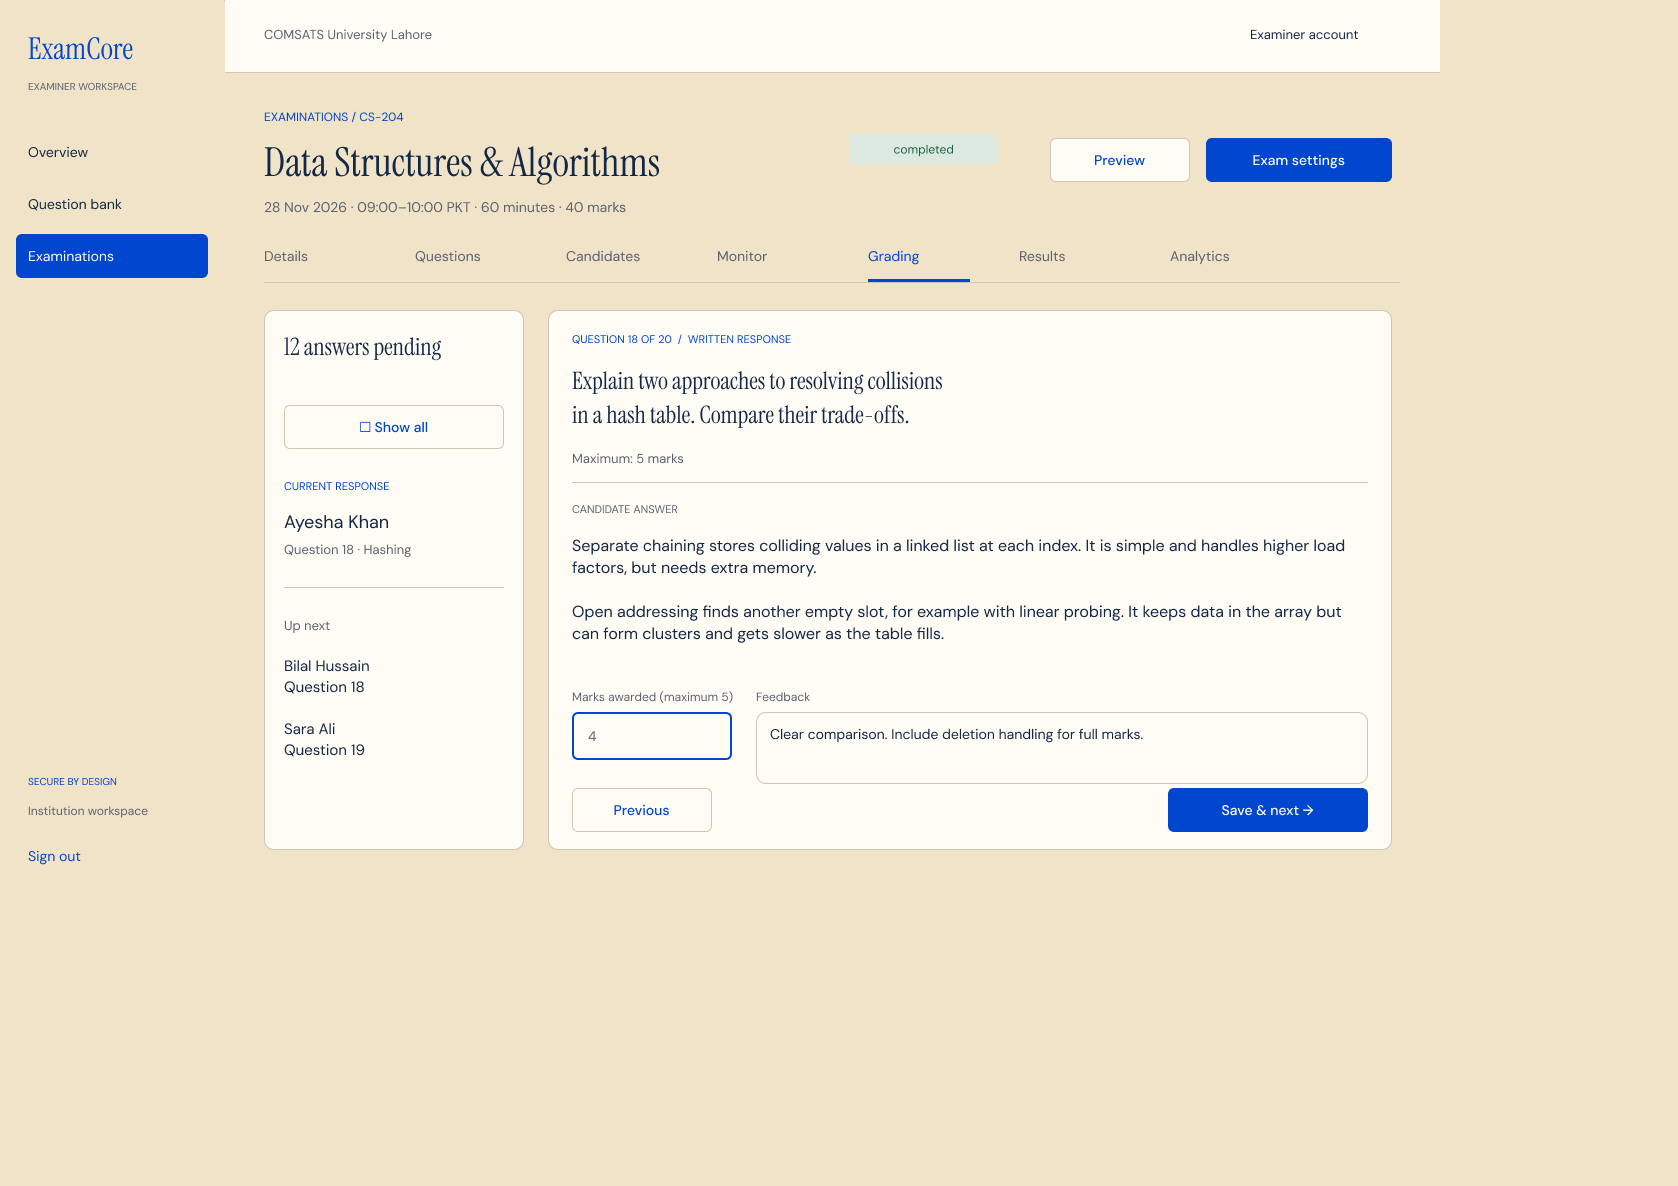 ExamCore
EXAMINER WORKSPACE
Overview
Question bank
Examinations
SECURE BY DESIGN
Institution workspace
Sign out
COMSATS University Lahore
Examiner account
EXAMINATIONS / CS-204
Data Structures & Algorithms
completed
Preview
Exam settings
28 Nov 2026 · 09:00–10:00 PKT · 60 minutes · 40 marks
Details
Questions
Candidates
Monitor
Grading
Results
Analytics
12 answers pending
☐ Show all
CURRENT RESPONSE
Ayesha Khan
Question 18 · Hashing
Up next
Bilal Hussain
Question 18
Sara Ali
Question 19
QUESTION 18 OF 20 / WRITTEN RESPONSE
Explain two approaches to resolving collisions
in a hash table. Compare their trade-offs.
Maximum: 5 marks
CANDIDATE ANSWER
Separate chaining stores colliding values in a linked list at each index. It is simple and handles higher load
factors, but needs extra memory.
Open addressing finds another empty slot, for example with linear probing. It keeps data in the array but
can form clusters and gets slower as the table fills.
Marks awarded (maximum 5)
4
Feedback
Clear comparison. Include deletion handling for full marks.
Previous
Save & next →